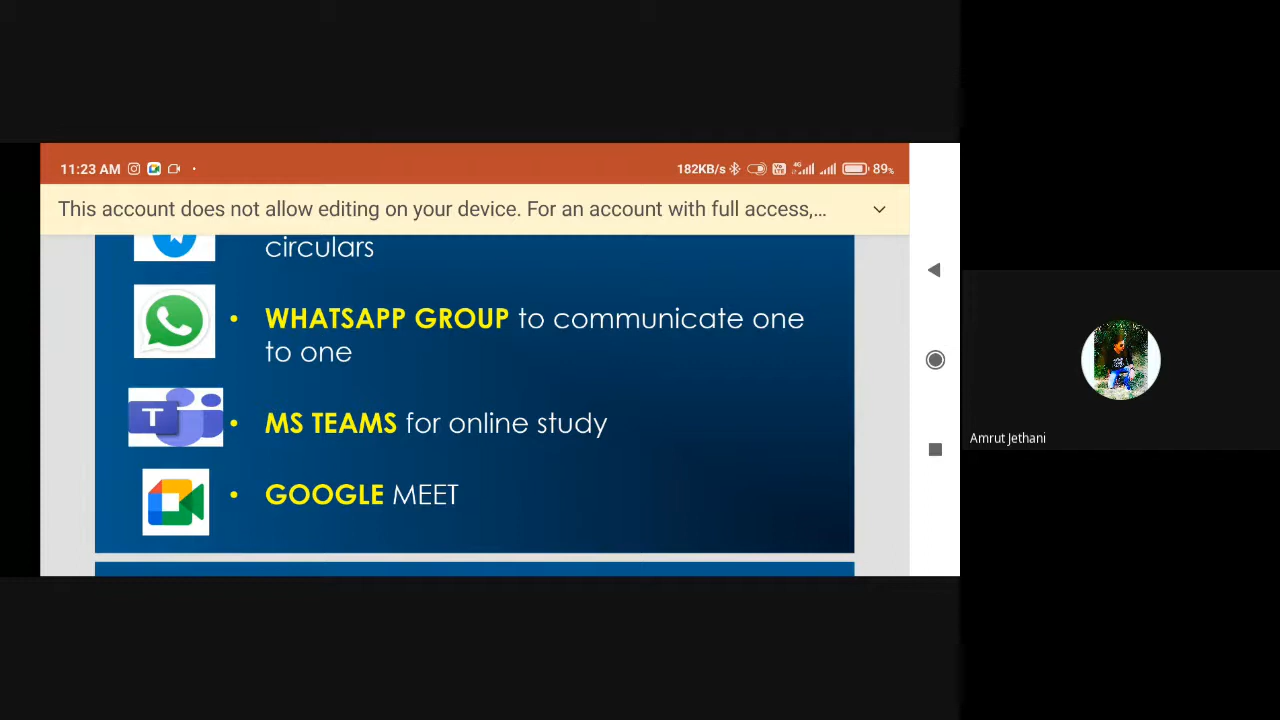 11:23 AM
182KB/s 4G 89%
This account does not allow editing on your device. For an account with full access,...
circulars
• WHATSAPP GROUP to communicate one
to one
T
• MS TEAMS for online study
• GOOGLE MEET
Amrut Jethani